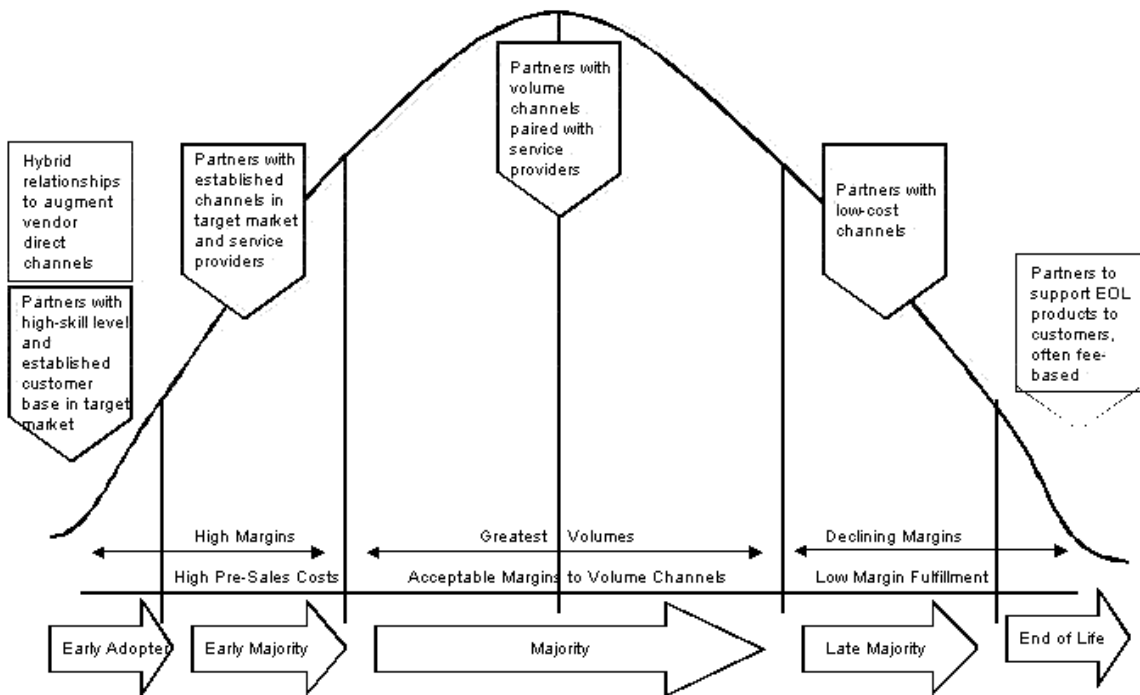 Partners with
volume
channels
paired with
service
providers
Hybrid
relationships
to augment
vendor
direct
channels
Partners with
established
channels in
target market
and service
providers
Partners with
low-cost
channels
Partners with
high-skill level
and
established
customer
base in target
market
Partners to
support EOL
products to
customers,
often fee-
based
High Margins
Greatest Volumes
Declining Margins
High Pre-Sales Costs
Acceptable Margins to Volume Channels
Low Margin Fulfillment
Early Adopter
Early Majority
Majority
Late Majority
End of Life